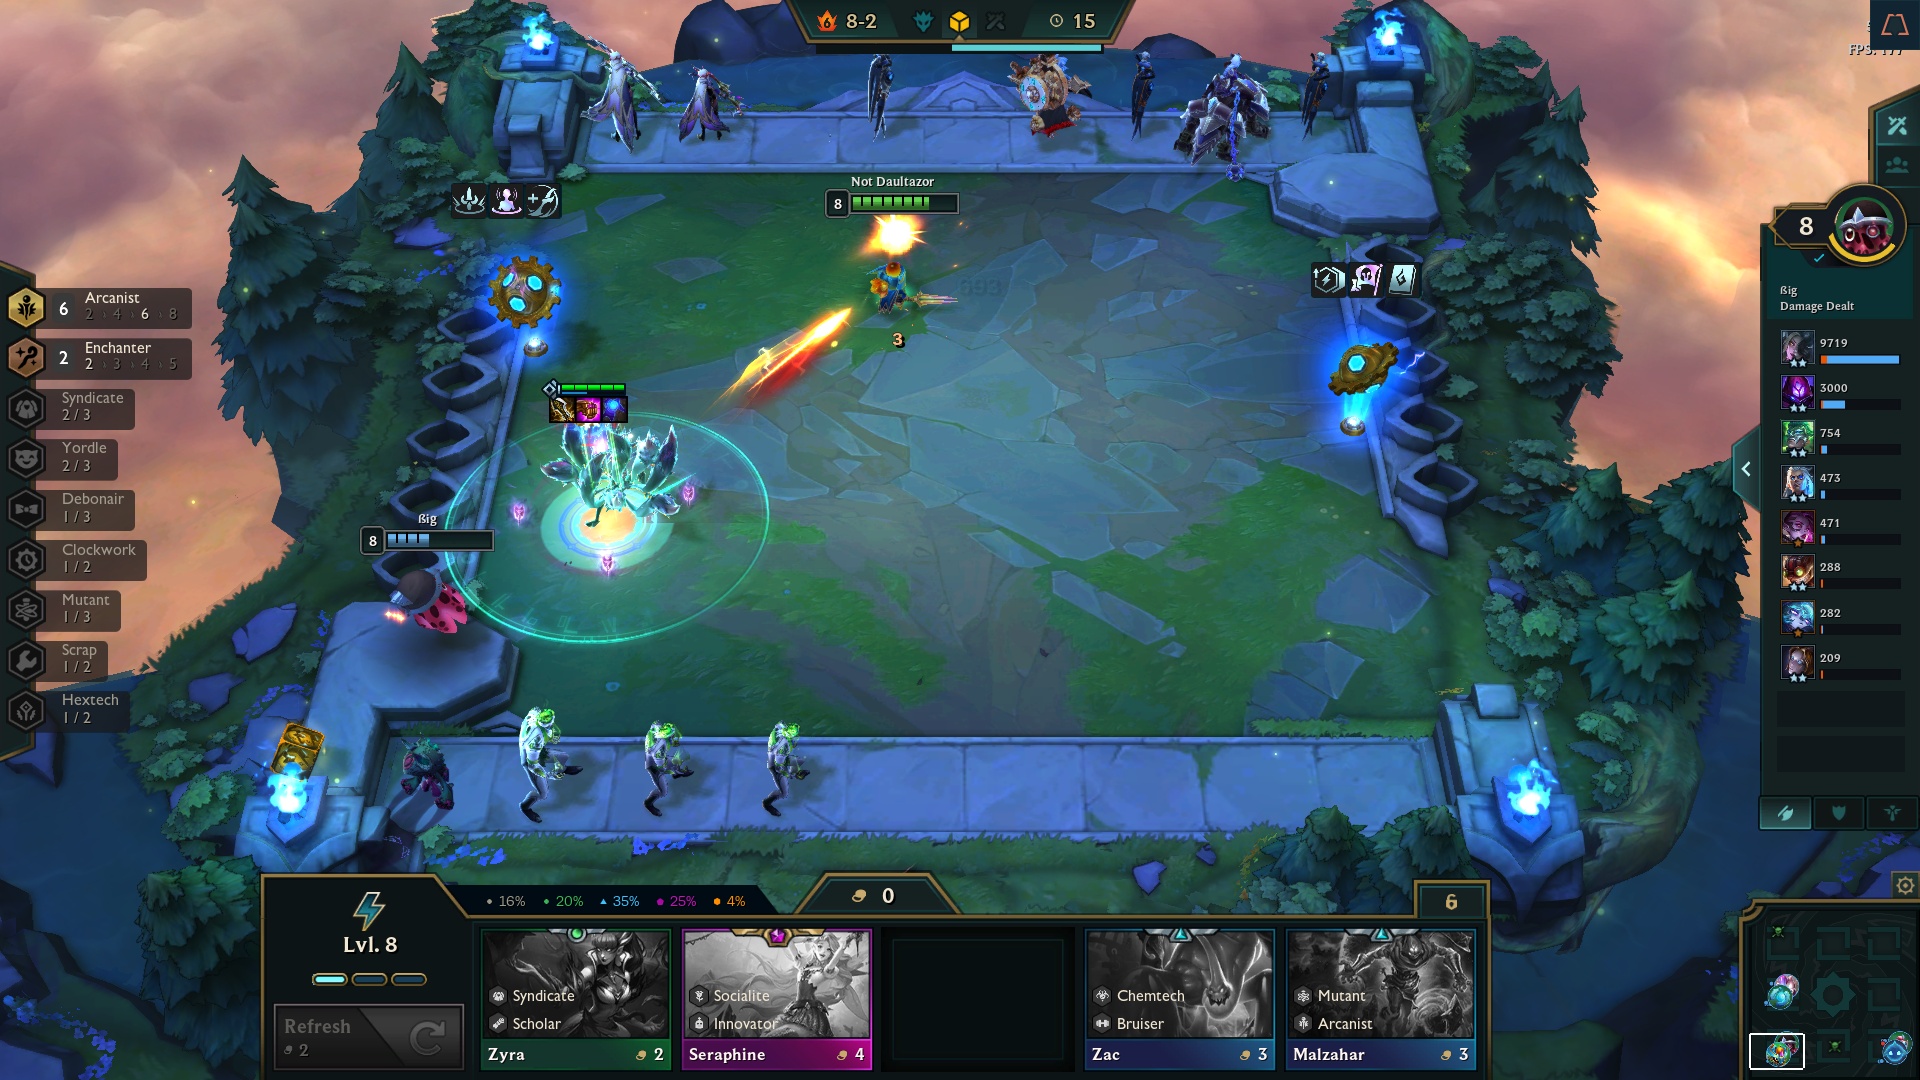 8-2
15
FPS: 177
Not Daultazor
8
3
8
ßig
Damage Dealt
9719
3000
754
473
471
288
282
209
6
Arcanist
2 › 4 › 6 › 8
2
Enchanter
2 › 3 › 4 › 5
Syndicate
2 / 3
Yordle
2 / 3
Debonair
1 / 3
Clockwork
1 / 2
Mutant
1 / 3
Scrap
1 / 2
Hextech
1 / 2
ßig
8
Lvl. 8
Refresh
2
16%
20%
35%
25%
4%
0
6
Syndicate
Scholar
Zyra
2
Socialite
Innovator
Seraphine
4
Chemtech
Bruiser
Zac
3
Mutant
Arcanist
Malzahar
3